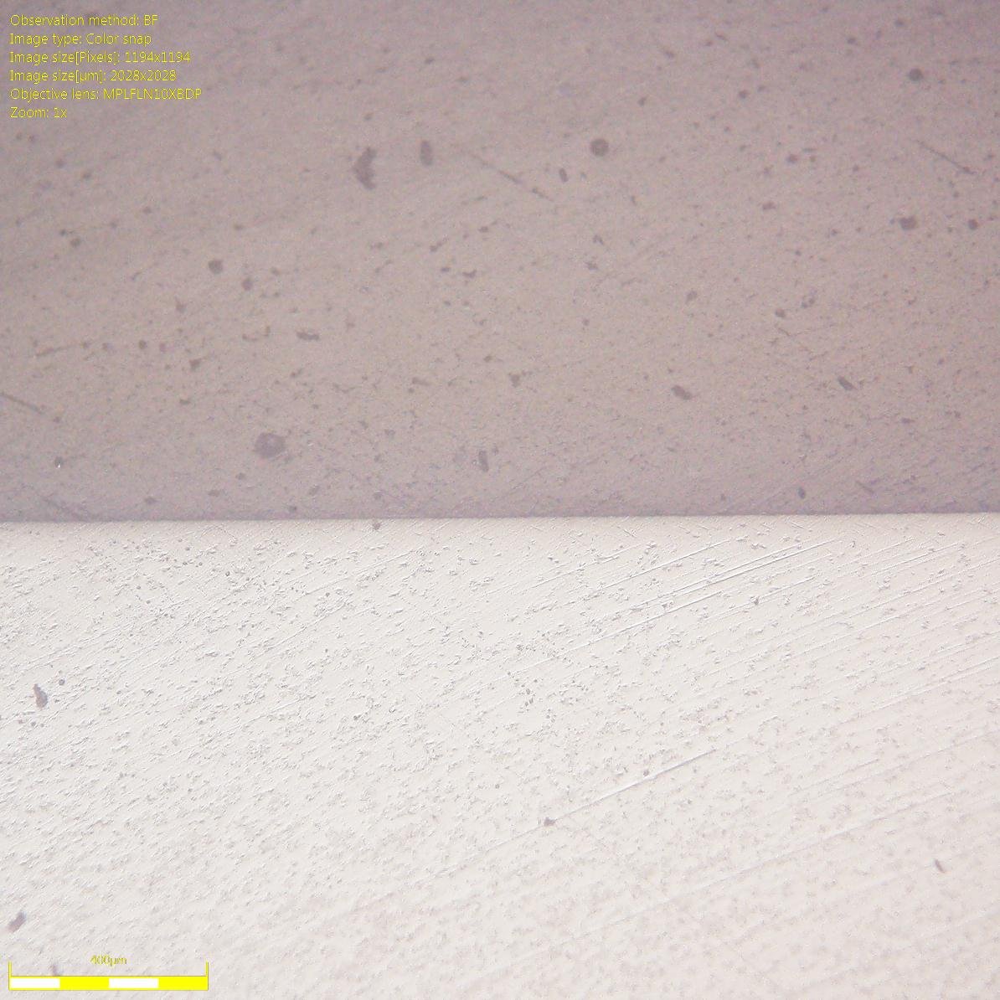 Observation method: BF
Image type: Color snap
Image size[Pixels]: 1194x1194
Image size[µm]: 2028x2028
Objective lens: MPLFLN10XBDP
Zoom: 1x
400µm